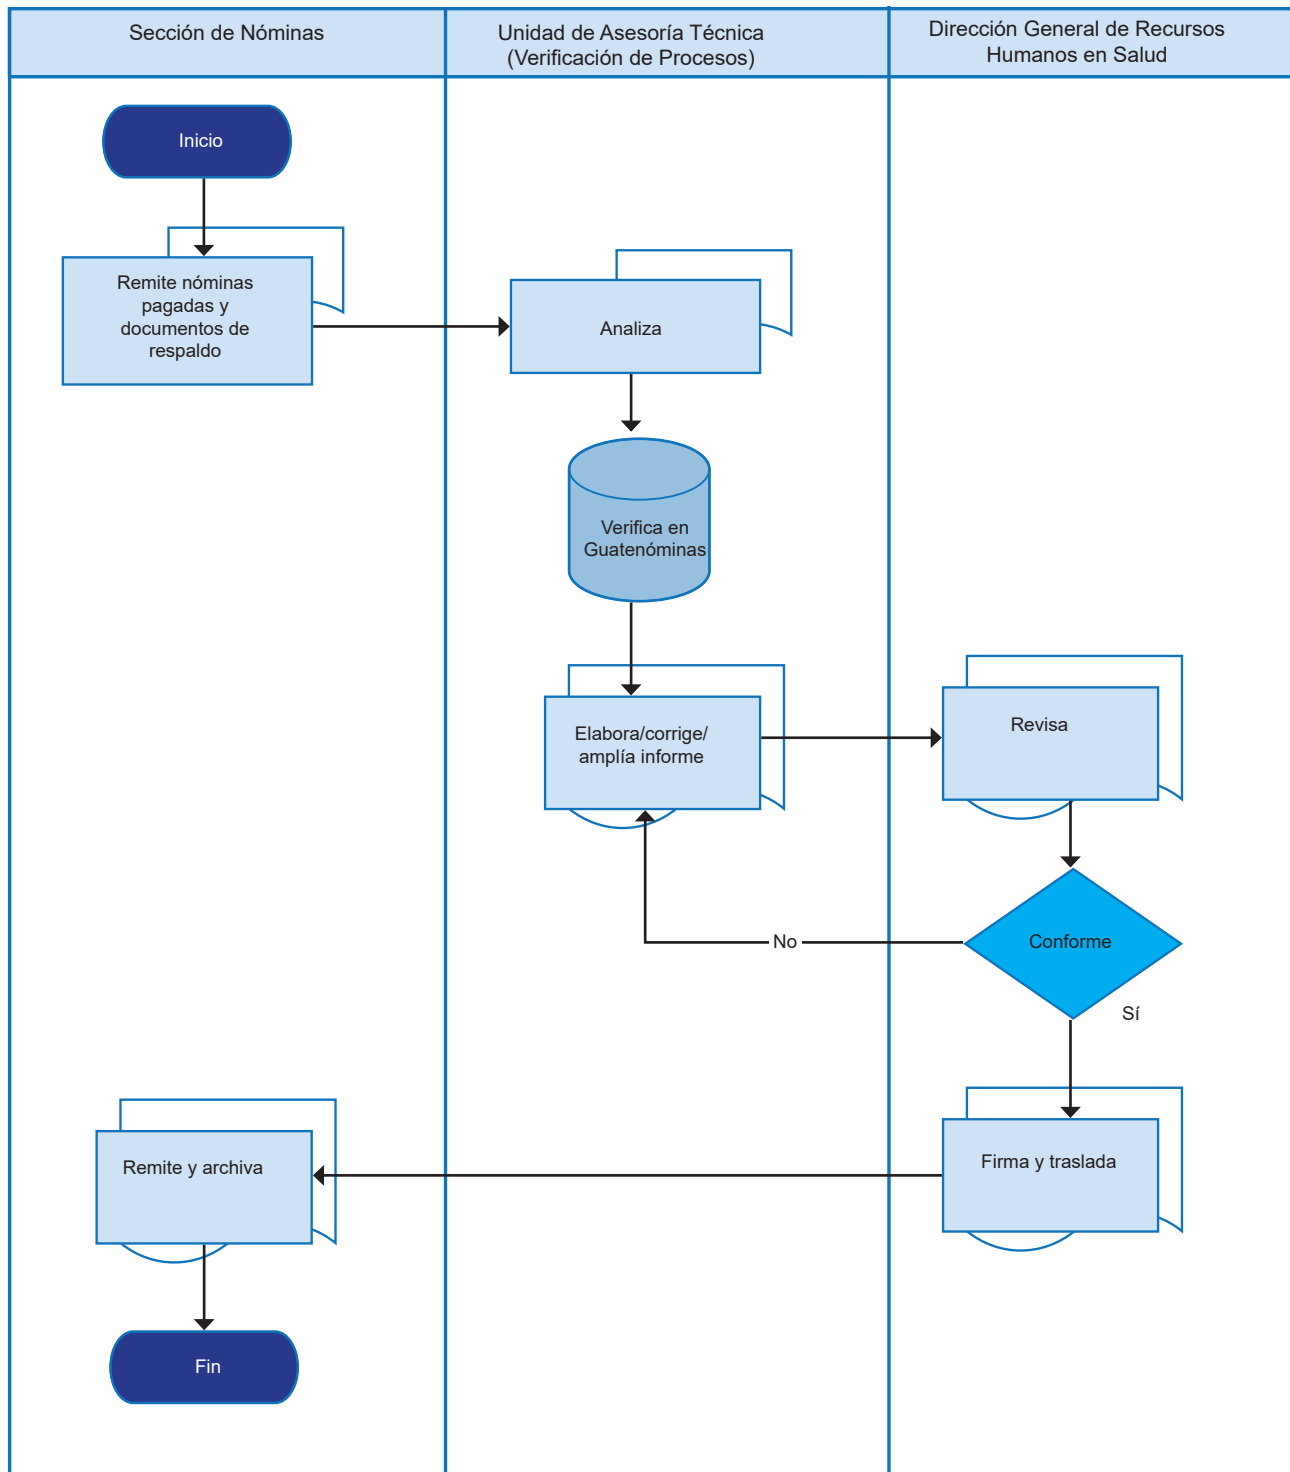 Sección de Nóminas
Unidad de Asesoría Técnica
(Verificación de Procesos)
Dirección General de Recursos
Humanos en Salud
Inicio
Remite nóminas
pagadas y
documentos de
respaldo
Analiza
Verifica en
Guatenóminas
Elabora/corrige/
amplía informe
Revisa
Conforme
No
Sí
Firma y traslada
Remite y archiva
Fin